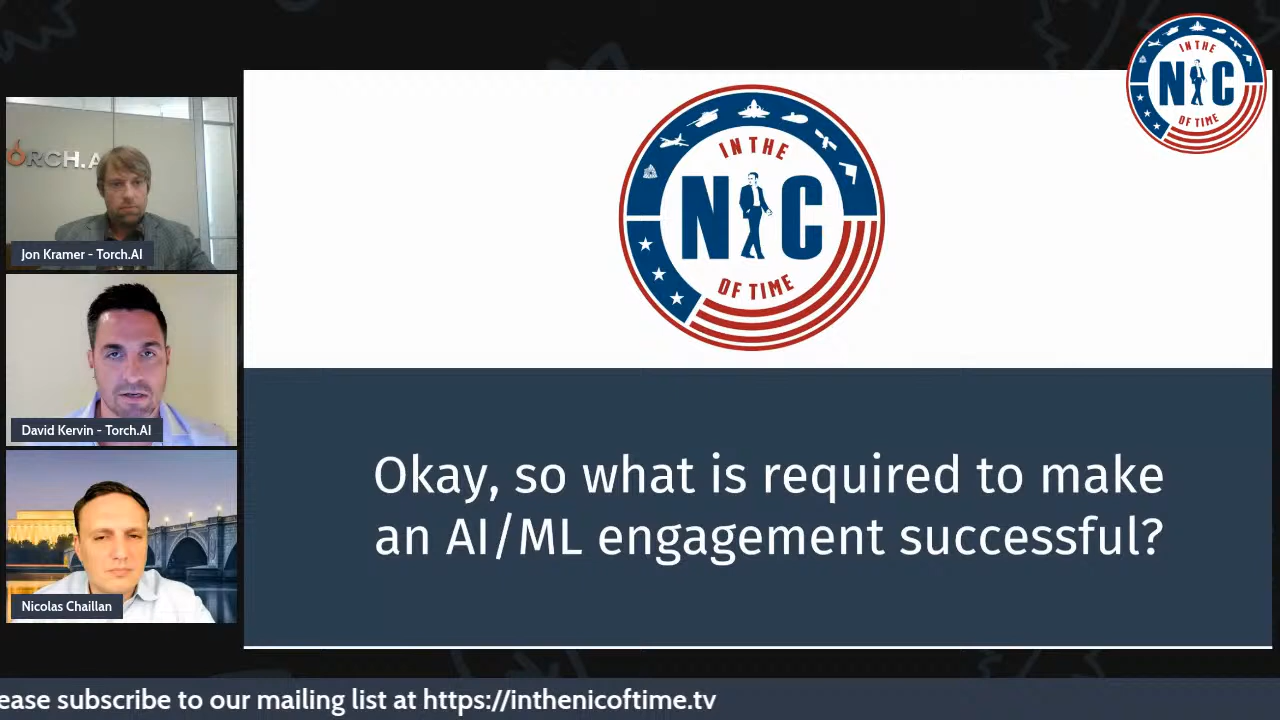 IN THE
NIC
OF TIME
IN THE
NIC
OF TIME
ORCH.A
Jon Kramer - Torch.AI
David Kervin - Torch.AI
Nicolas Chaillan
Okay, so what is required to make
an AI/ML engagement successful?
ease subscribe to our mailing list at https://inthenicoftime.tv